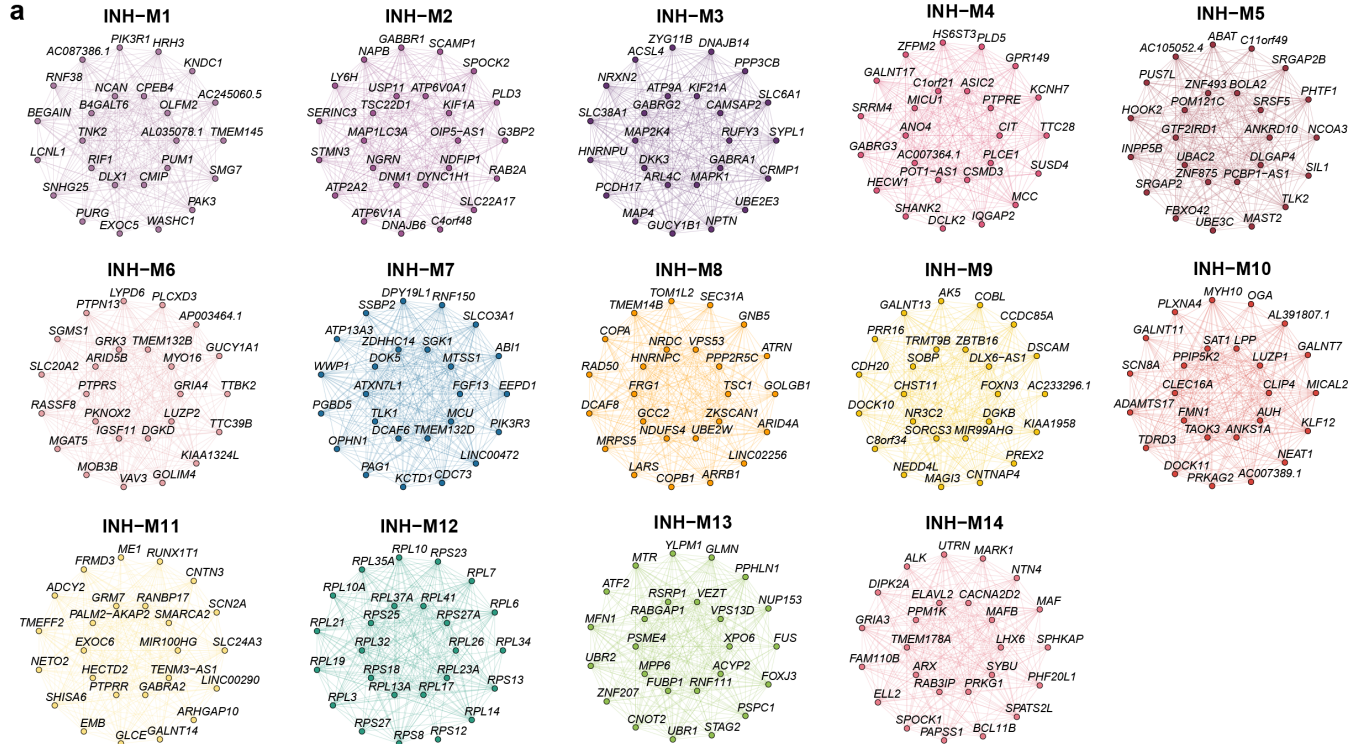 a
INH−M1
PIK3R1
HRH3
AC087386.1
KNDC1
RNF38
NCAN
CPEB4
AC245060.5
B4GALT6
OLFM2
BEGAIN
TNK2
AL035078.1
TMEM145
LCNL1
RIF1
PUM1
SMG7
DLX1
CMIP
SNHG25
PAK3
PURG
WASHC1
EXOC5
INH−M2
GABBR1
SCAMP1
NAPB
SPOCK2
LY6H
USP11
ATP6V0A1
PLD3
TSC22D1
KIF1A
SERINC3
MAP1LC3A
OIP5−AS1
G3BP2
STMN3
NGRN
NDFIP1
RAB2A
DNM1
DYNC1H1
ATP2A2
SLC22A17
ATP6V1A
C4orf48
DNAJB6
INH−M3
ZYG11B
DNAJB14
ACSL4
PPP3CB
NRXN2
ATP9A
KIF21A
SLC6A1
GABRG2
CAMSAP2
SLC38A1
MAP2K4
RUFY3
SYPL1
HNRNPU
DKK3
GABRA1
CRMP1
ARL4C
MAPK1
PCDH17
UBE2E3
MAP4
NPTN
GUCY1B1
INH−M4
HS6ST3
PLD5
ZFPM2
GPR149
GALNT17
C1orf21
ASIC2
KCNH7
MICU1
PTPRE
SRRM4
ANO4
CIT
TTC28
GABRG3
AC007364.1
PLCE1
SUSD4
POT1−AS1
CSMD3
HECW1
MCC
SHANK2
IQGAP2
DCLK2
INH−M5
ABAT
C11orf49
AC105052.4
SRGAP2B
PUS7L
ZNF493
BOLA2
PHTF1
POM121C
SRSF5
HOOK2
GTF2IRD1
ANKRD10
NCOA3
INPP5B
UBAC2
DLGAP4
SIL1
ZNF875
PCBP1−AS1
SRGAP2
TLK2
FBXO42
MAST2
UBE3C
INH−M6
LYPD6
PLCXD3
PTPN13
AP003464.1
SGMS1
GRK3
TMEM132B
GUCY1A1
ARID5B
MYO16
SLC20A2
PTPRS
GRIA4
TTBK2
RASSF8
PKNOX2
LUZP2
TTC39B
IGSF11
DGKD
MGAT5
KIAA1324L
MOB3B
GOLIM4
VAV3
INH−M7
DPY19L1
RNF150
SSBP2
SLCO3A1
ATP13A3
ZDHHC14
SGK1
ABI1
DOK5
MTSS1
WWP1
ATXN7L1
FGF13
EEPD1
PGBD5
TLK1
MCU
PIK3R3
DCAF6
TMEM132D
OPHN1
LINC00472
PAG1
CDC73
KCTD1
INH−M8
TOM1L2
SEC31A
TMEM14B
GNB5
COPA
NRDC
VPS53
ATRN
HNRNPC
PPP2R5C
RAD50
FRG1
TSC1
GOLGB1
DCAF8
GCC2
ZKSCAN1
ARID4A
NDUFS4
UBE2W
MRPS5
LINC02256
LARS
ARRB1
COPB1
INH−M9
AK5
COBL
GALNT13
CCDC85A
PRR16
TRMT9B
ZBTB16
DSCAM
SOBP
DLX6−AS1
CDH20
CHST11
FOXN3
AC233296.1
DOCK10
NR3C2
DGKB
KIAA1958
SORCS3
MIR99AHG
C8orf34
PREX2
NEDD4L
CNTNAP4
MAGI3
INH−M10
MYH10
OGA
PLXNA4
AL391807.1
GALNT11
SAT1
LPP
GALNT7
PPIP5K2
LUZP1
SCN8A
CLEC16A
CLIP4
MICAL2
ADAMTS17
FMN1
AUH
KLF12
TAOK3
ANKS1A
TDRD3
NEAT1
DOCK11
AC007389.1
PRKAG2
INH−M11
ME1
RUNX1T1
FRMD3
CNTN3
ADCY2
GRM7
RANBP17
SCN2A
PALM2−AKAP2
SMARCA2
TMEFF2
EXOC6
MIR100HG
SLC24A3
NETO2
HECTD2
TENM3−AS1
LINC00290
PTPRR
GABRA2
SHISA6
ARHGAP10
EMB
GALNT14
GLCE
INH−M12
RPL10
RPS23
RPL35A
RPL7
RPL10A
RPL37A
RPL41
RPL6
RPS25
RPS27A
RPL21
RPL32
RPL26
RPL34
RPL19
RPS18
RPL23A
RPS13
RPL13A
RPL17
RPL3
RPL14
RPS27
RPS12
RPS8
INH−M13
YLPM1
GLMN
MTR
PPHLN1
ATF2
RSRP1
VEZT
NUP153
RABGAP1
VPS13D
MFN1
PSME4
XPO6
FUS
UBR2
MPP6
ACYP2
FOXJ3
FUBP1
RNF111
ZNF207
PSPC1
CNOT2
STAG2
UBR1
INH−M14
UTRN
MARK1
ALK
NTN4
DIPK2A
ELAVL2
CACNA2D2
MAF
PPM1K
MAFB
GRIA3
TMEM178A
LHX6
SPHKAP
FAM110B
ARX
SYBU
PHF20L1
RAB3IP
PRKG1
ELL2
SPATS2L
SPOCK1
BCL11B
PAPSS1